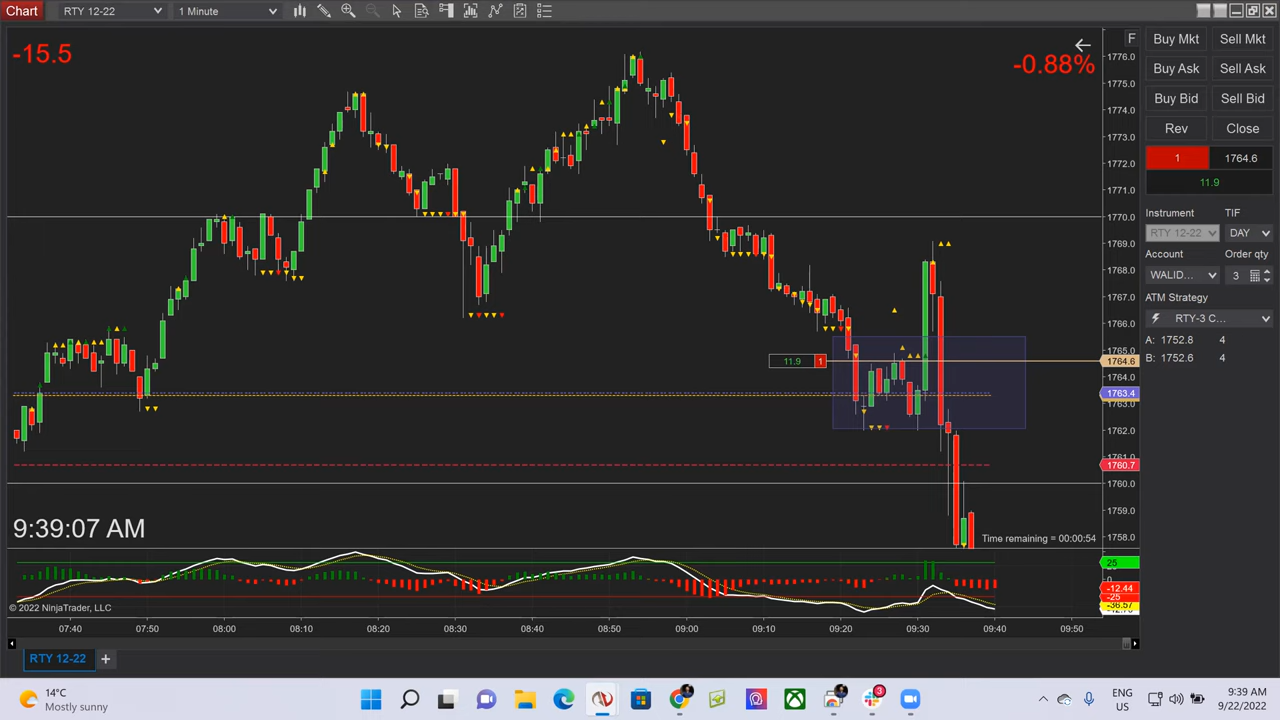 Chart RTY 12-22 1 Minute
-15.5
-0.88%
F
1776.0
1775.0
1774.0
1773.0
1772.0
1771.0
1770.0
1769.0
1768.0
1767.0
1766.0
1765.0
1764.6
1764.0
1763.4
1763.0
1762.0
1761.0
1760.7
1760.0
1759.0
1758.0
11.9 1
9:39:07 AM
Time remaining = 00:00:54
25
0
-12.44
-25
-36.57
© 2022 NinjaTrader, LLC
07:40 07:50 08:00 08:10 08:20 08:30 08:40 08:50 09:00 09:10 09:20 09:30 09:40 09:50
RTY 12-22 +
Buy Mkt Sell Mkt
Buy Ask Sell Ask
Buy Bid Sell Bid
Rev Close
1 1764.6
11.9
Instrument TIF
RTY 12-22 DAY
Account Order qty
WALID... 3
ATM Strategy
RTY-3 C...
A: 1752.8 4
B: 1752.6 4
14°C
Mostly sunny
3
ENG
US
9:39 AM
9/22/2022